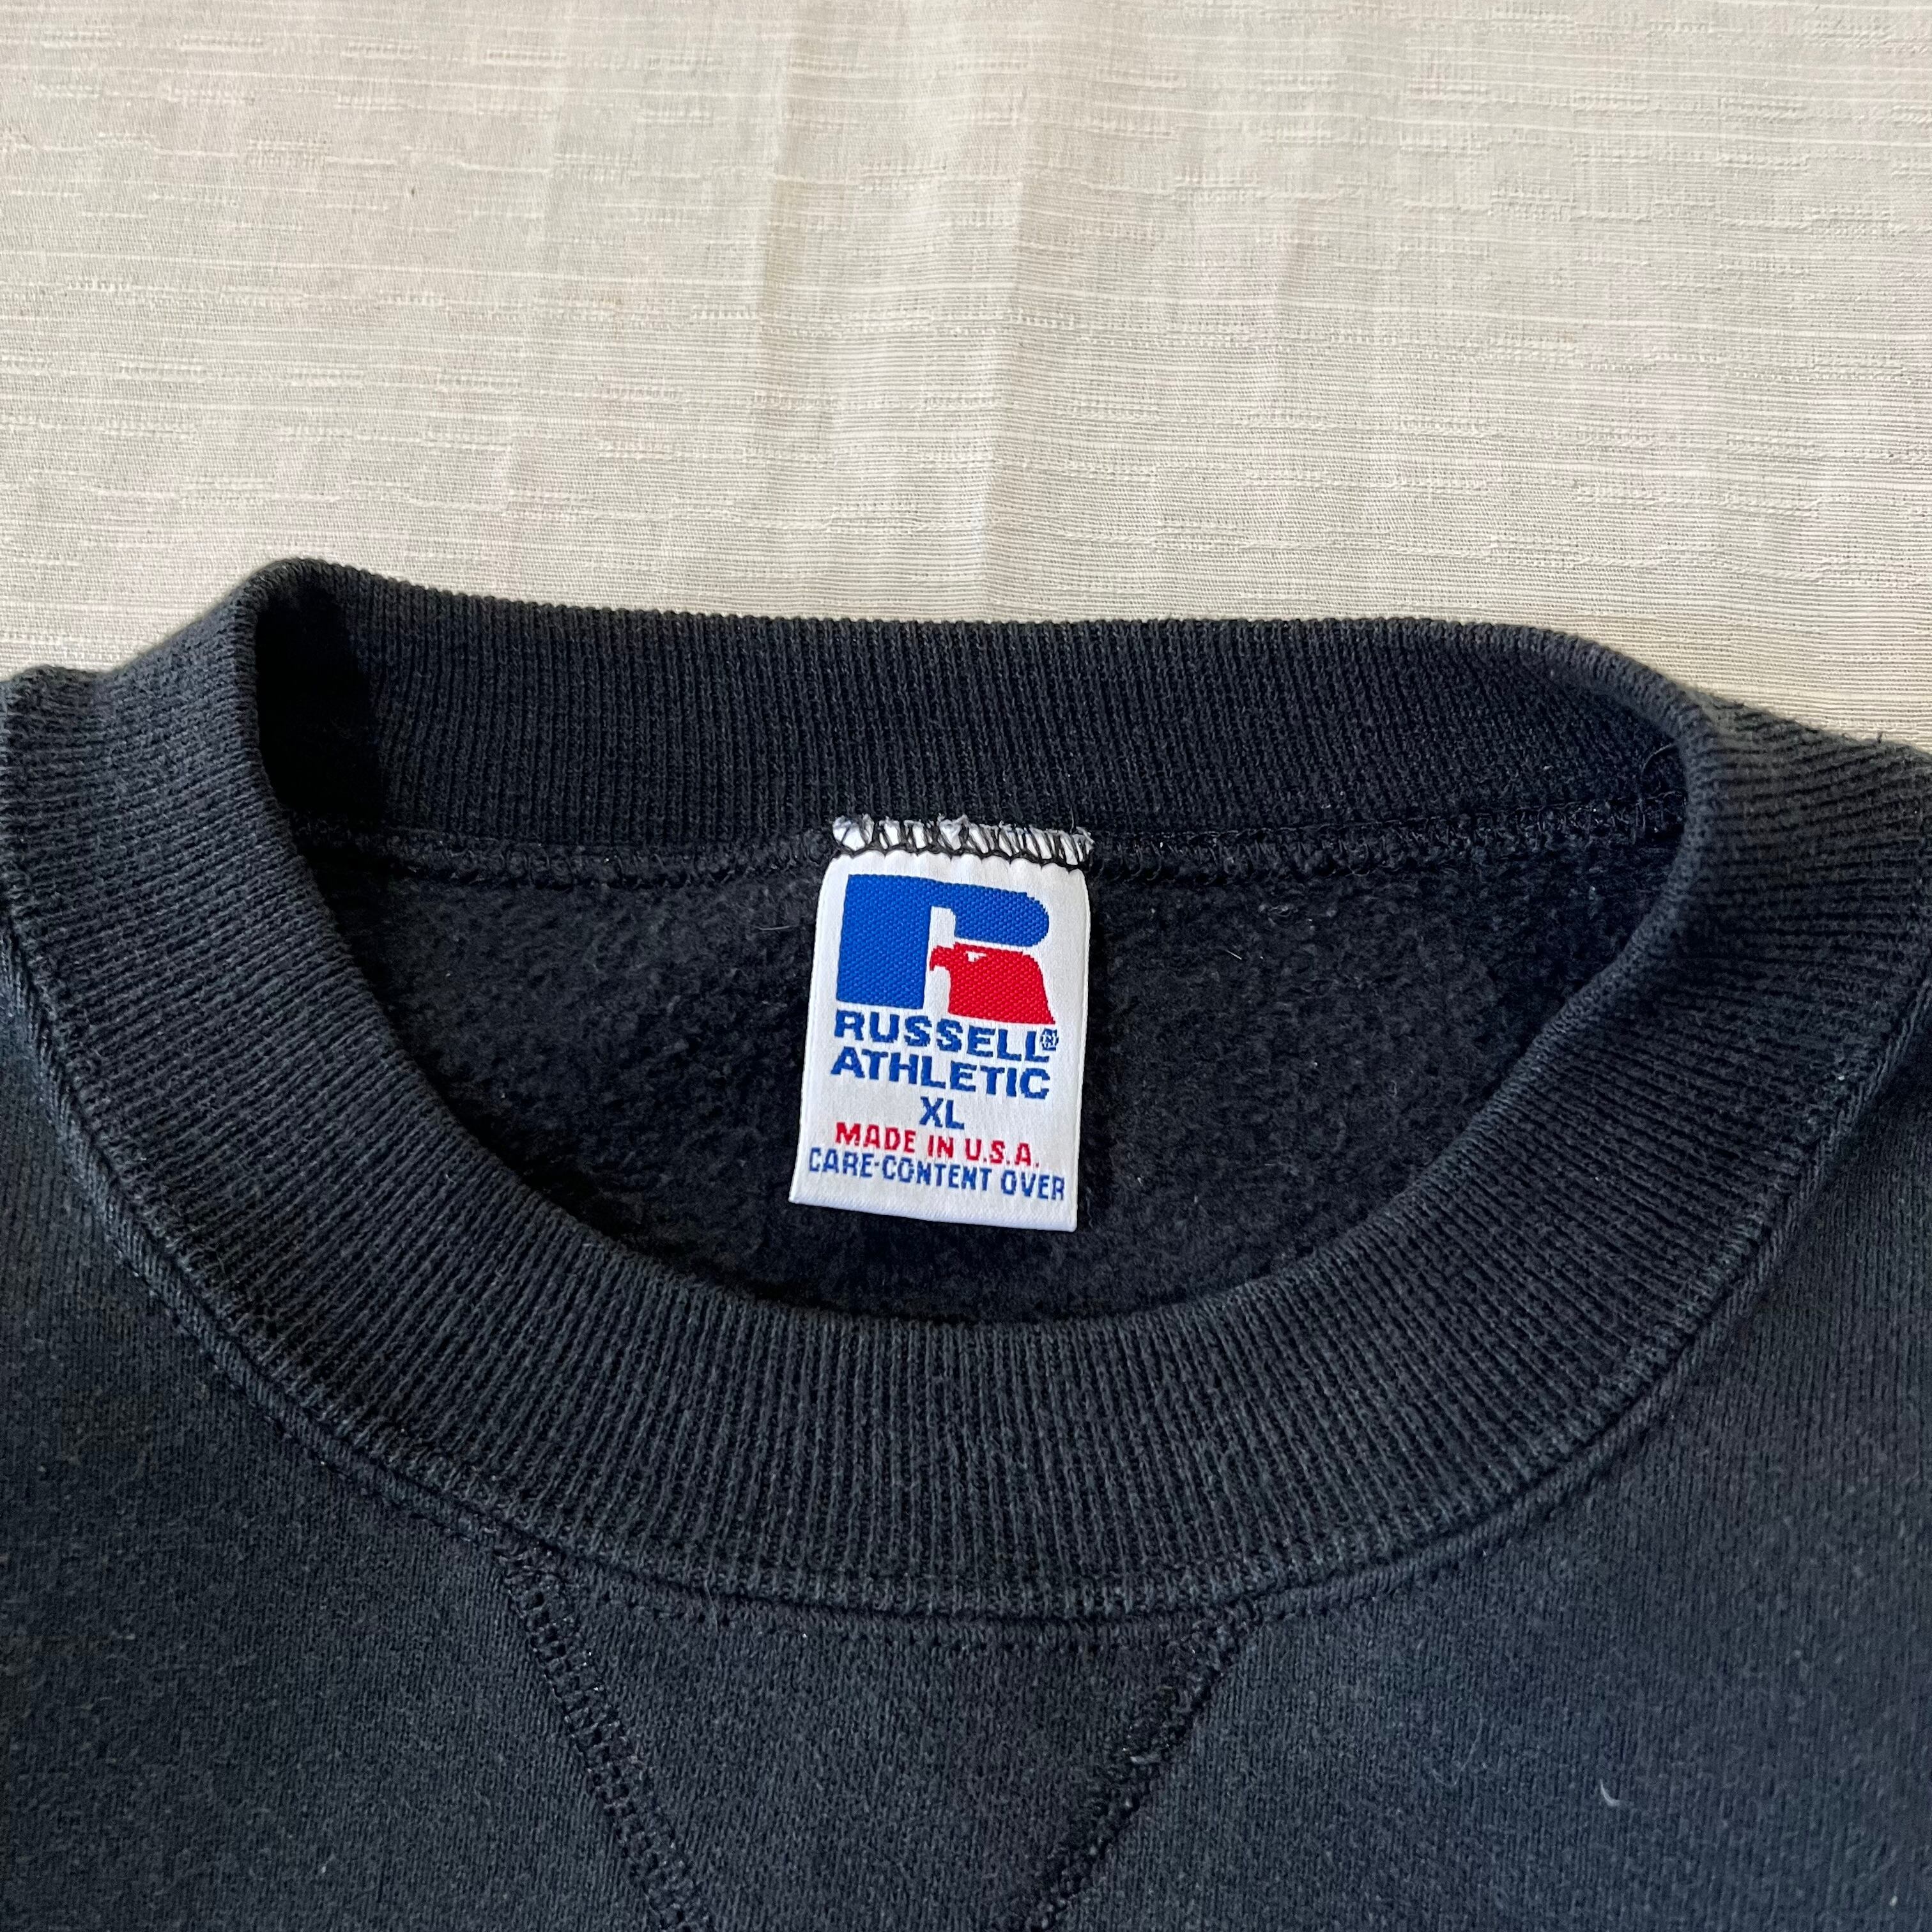 R
RUSSELL®
ATHLETIC
XL
MADE IN U.S.A.
CARE-CONTENT OVER